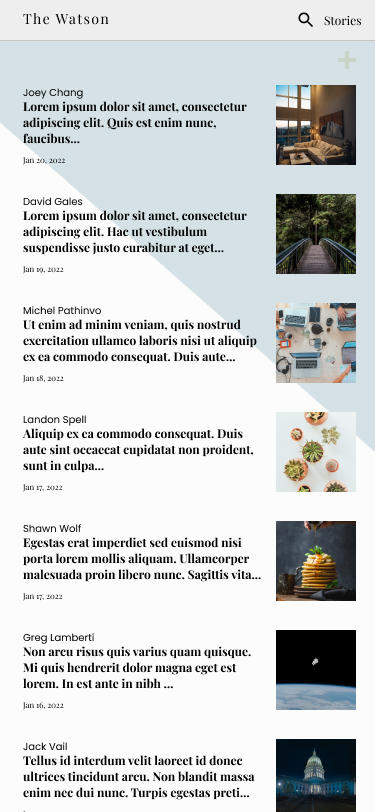 The Watson
Stories
Joey Chang
Lorem ipsum dolor sit amet, consectetur
adipiscing elit. Quis est enim nunc,
faucibus...
Jan 20, 2022
David Gales
Lorem ipsum dolor sit amet, consectetur
adipiscing elit. Hac ut vestibulum
suspendisse justo curabitur at eget...
Jan 19, 2022
Michel Pathinvo
Ut enim ad minim veniam, quis nostrud
exercitation ullamco laboris nisi ut aliquip
ex ea commodo consequat. Duis aute...
Jan 18, 2022
Landon Spell
Aliquip ex ea commodo consequat. Duis
aute sint occaecat cupidatat non proident,
sunt in culpa...
Jan 17, 2022
Shawn Wolf
Egestas erat imperdiet sed euismod nisi
porta lorem mollis aliquam. Ullamcorper
malesuada proin libero nunc. Sagittis vita...
Jan 17, 2022
Greg Lamberti
Non arcu risus quis varius quam quisque.
Mi quis hendrerit dolor magna eget est
lorem. In est ante in nibh ...
Jan 16, 2022
Jack Vail
Tellus id interdum velit laoreet id donec
ultrices tincidunt arcu. Non blandit massa
enim nec dui nunc. Turpis egestas preti...